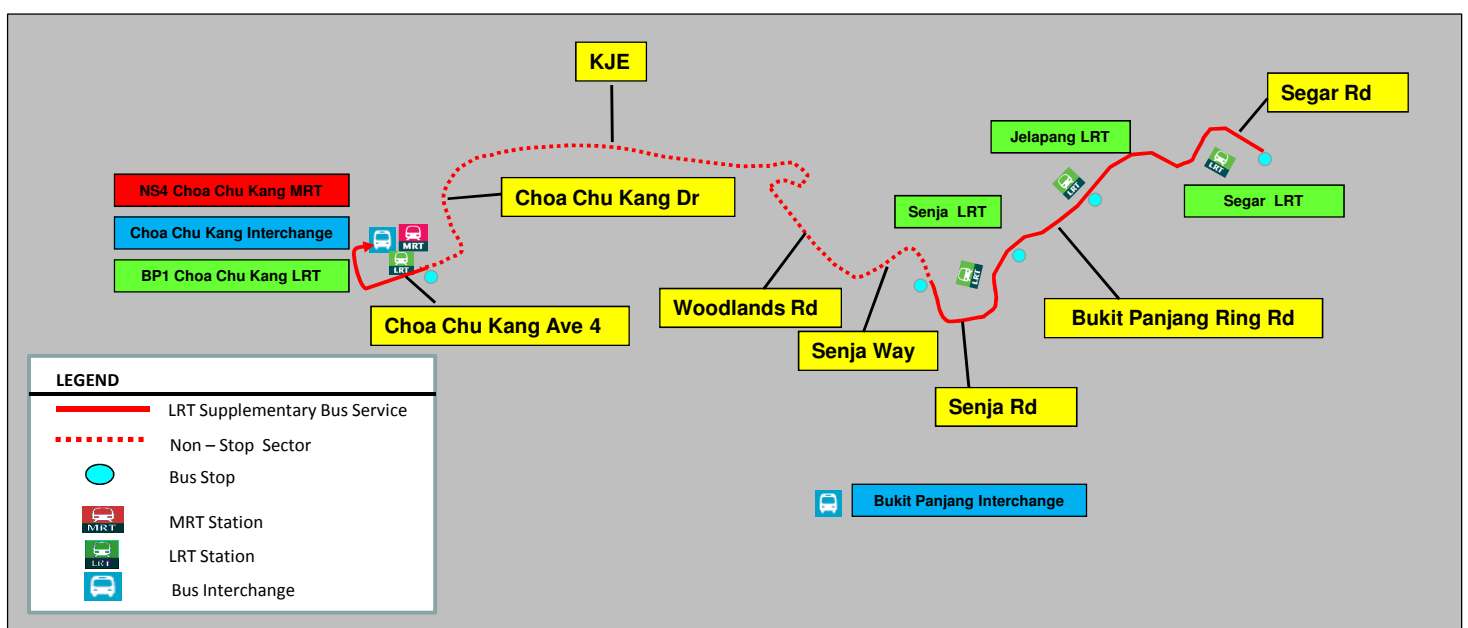 KJE
Segar Rd
Jelapang LRT
NS4 Choa Chu Kang MRT
Choa Chu Kang Dr
Segar  LRT
Senja  LRT
Choa Chu Kang Interchange
MRT
LRT
LRT
LRT
LRT
BP1 Choa Chu Kang LRT
Woodlands Rd
Bukit Panjang Ring Rd
Choa Chu Kang Ave 4
Senja Way
Senja Rd
LEGEND
LRT Supplementary Bus Service
Non – Stop  Sector
Bus Stop
MRT
MRT Station
LRT
LRT Station
Bus Interchange
Bukit Panjang Interchange